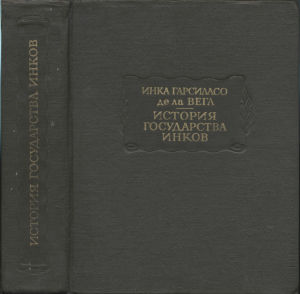 ИСТОРИЯ ГОСУДАРСТВА ИНКОВ
ИНКА ГАРСИЛАСО
де ла ВЕГА
ИСТОРИЯ
ГОСУДАРСТВА
ИНКОВ